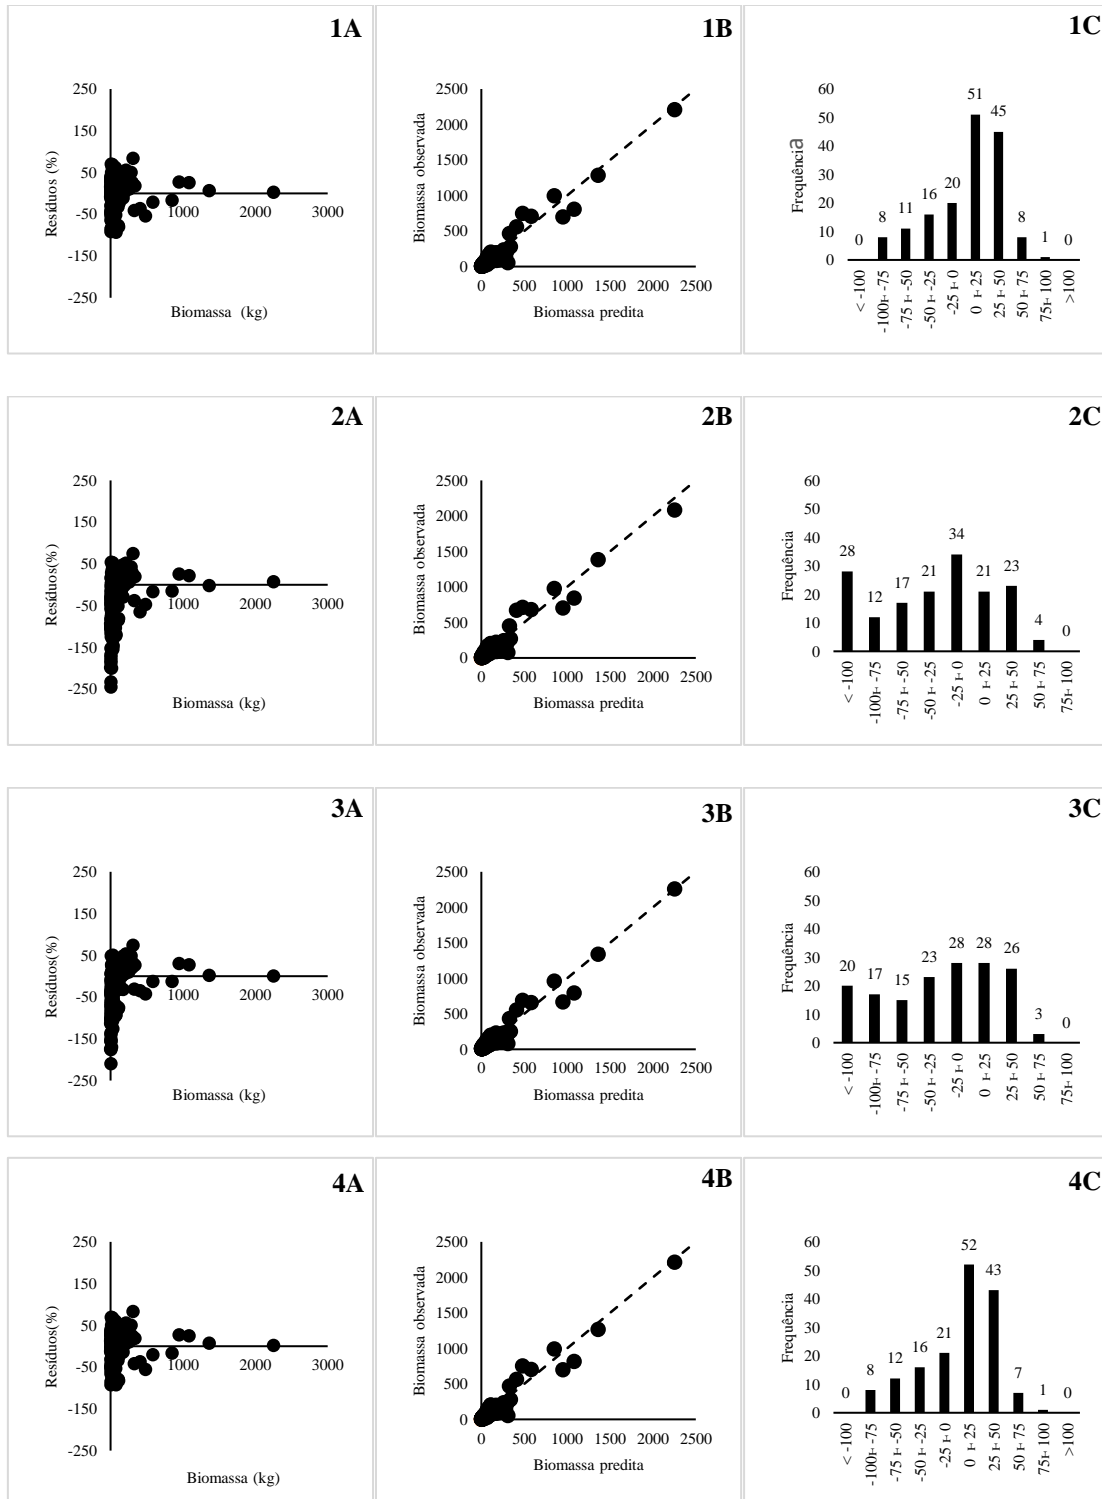 1A
250
150
50
-50
-150
-250
1000
2000
3000
Resíduos (%)
Biomassa (kg)
1B
2500
2000
1500
1000
500
0
0 500 1000 1500 2000 2500
Biomassa observada
Biomassa predita
1C
60
50
40
30
20
10
0
Frequência
0 8 11 16 20 51 45 8 1 0
< -100
-100ı- -75
-75 ı- -50
-50 ı- -25
-25 ı- 0
0 ı- 25
25 ı- 50
50 ı- 75
75ı- 100
>100
2A
250
150
50
-50
-150
-250
1000
2000
3000
Resíduos(%)
Biomassa (kg)
2B
2500
2000
1500
1000
500
0
0 500 1000 1500 2000 2500
Biomassa observada
Biomassa predita
2C
60
50
40
30
20
10
0
Frequência
28 12 17 21 34 21 23 4 0
< -100
-100ı- -75
-75 ı- -50
-50 ı- -25
-25 ı- 0
0 ı- 25
25 ı- 50
50 ı- 75
75ı- 100
3A
250
150
50
-50
-150
-250
1000
2000
3000
Resíduos(%)
Biomassa (kg)
3B
2500
2000
1500
1000
500
0
0 500 1000 1500 2000 2500
Biomassa observada
Biomassa predita
3C
60
50
40
30
20
10
0
Frequência
20 17 15 23 28 28 26 3 0
< -100
-100ı- -75
-75 ı- -50
-50 ı- -25
-25 ı- 0
0 ı- 25
25 ı- 50
50 ı- 75
75ı- 100
4A
250
150
50
-50
-150
-250
1000
2000
3000
Resíduos(%)
Biomassa (kg)
4B
2500
2000
1500
1000
500
0
0 500 1000 1500 2000 2500
Biomassa observada
Biomassa predita
4C
60
50
40
30
20
10
0
Frequência
0 8 12 16 21 52 43 7 1 0
< -100
-100ı- -75
-75 ı- -50
-50 ı- -25
-25 ı- 0
0 ı- 25
25 ı- 50
50 ı- 75
75ı- 100
>100